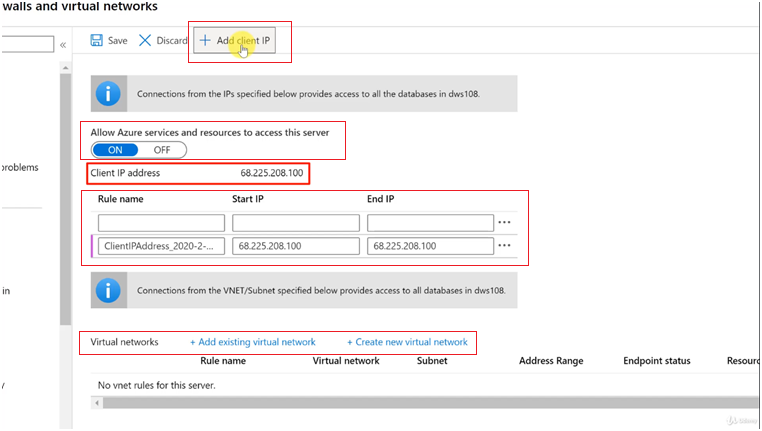 walls and virtual networks
«
Save Discard + Add client IP
Connections from the IPs specified below provides access to all the databases in dws108.
Allow Azure services and resources to access this server
ON OFF
problems
Client IP address 68.225.208.100
Rule name Start IP End IP
...
ClientIPAddress_2020-2-... 68.225.208.100 68.225.208.100 ...
in
Connections from the VNET/Subnet specified below provides access to all databases in dws108.
Virtual networks + Add existing virtual network + Create new virtual network
Rule name Virtual network Subnet Address Range Endpoint status Resourc
y
No vnet rules for this server.
Udemy